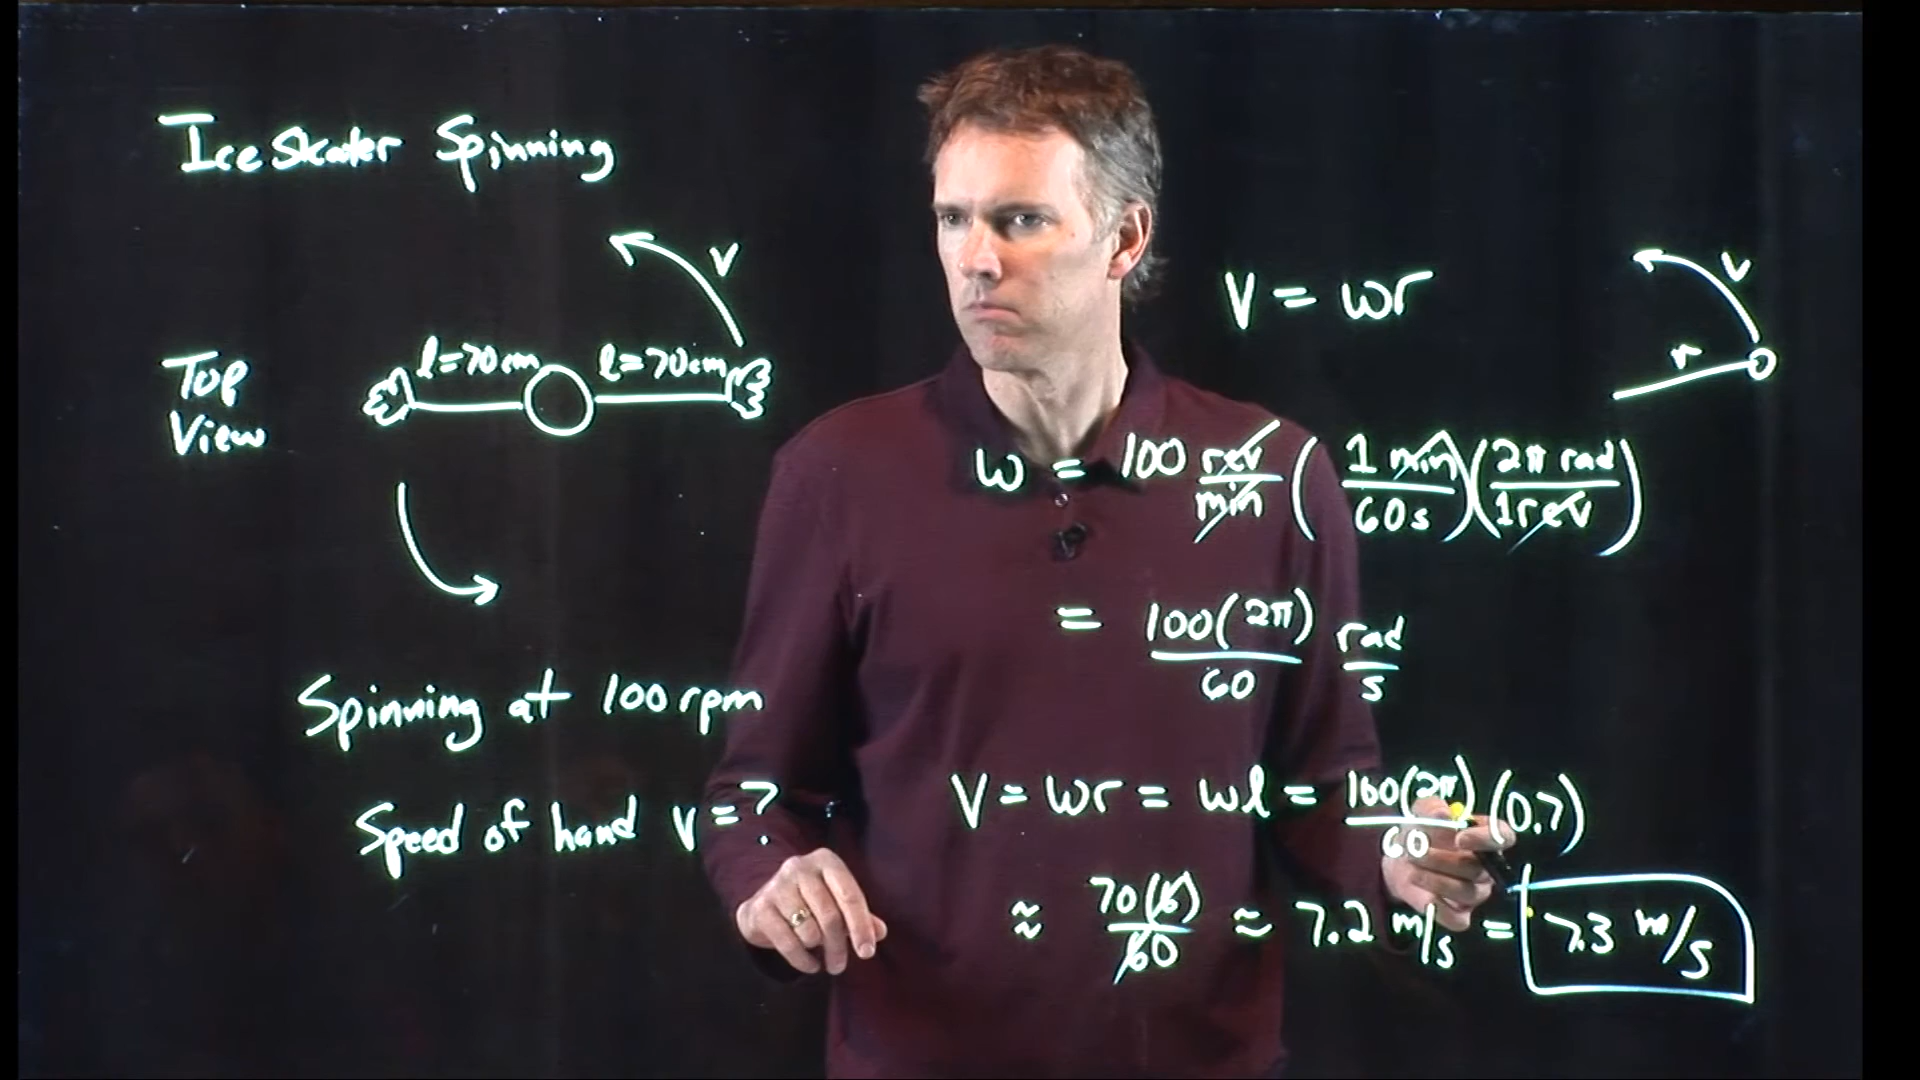 Ice Skater Spinning
V
l=70cm l=70cm
Top
View
Spinning at 100 rpm
Speed of hand v = ?
V = ωr
V
r
ω = 100 rev/min (1 min/60s)(2π rad/1 rev)
= 100(2π)/60 rad/s
V = ωr = ωl = 100(2π)/60 (0.7)
≈ 70(6)/60 ≈ 7.2 m/s = 7.3 m/s